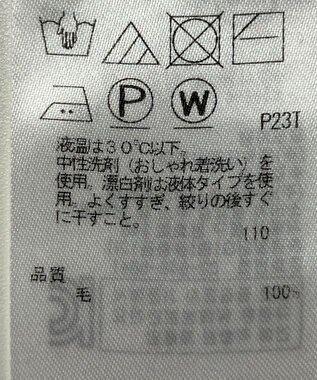 P W
P23T
液温は30℃以下。
中性洗剤（おしゃれ着洗い）を
使用。漂白剤は液体タイプを使
用。よくすすぎ、絞りの後すぐ
に干すこと。
110
品質
毛 100%